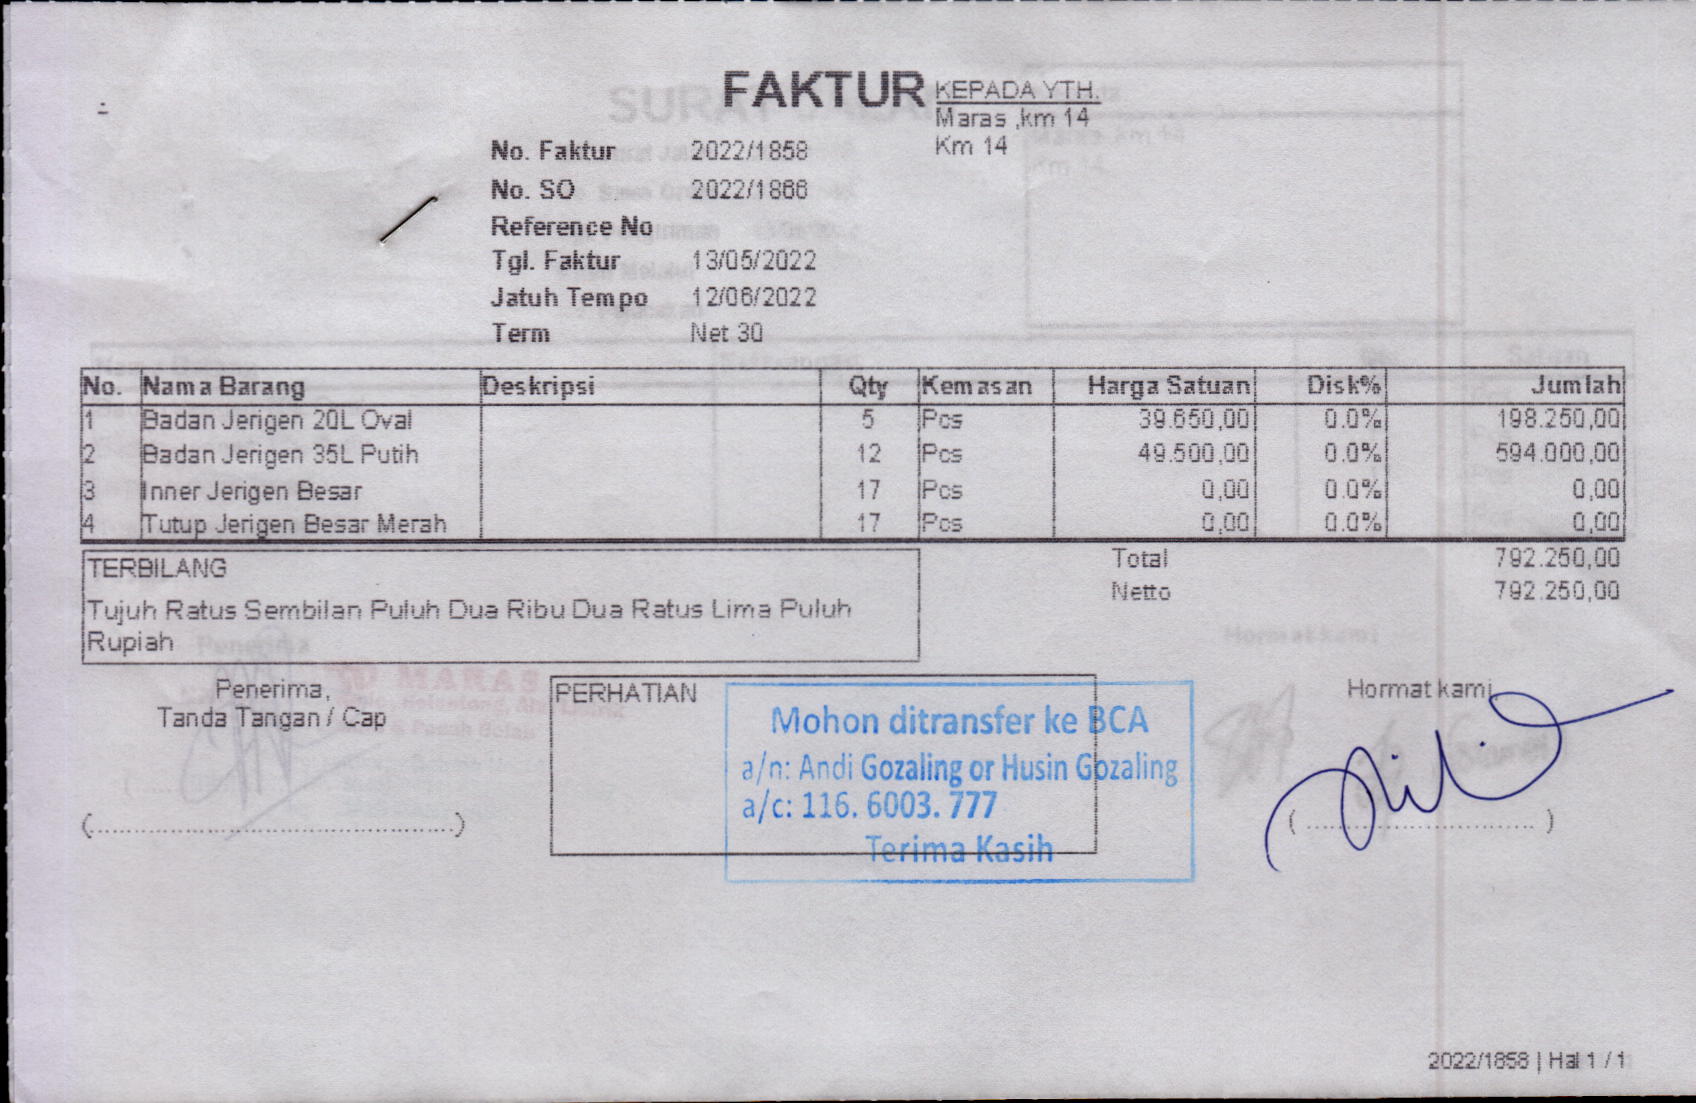 FAKTUR
KEPADA YTH.
Maras ,km 14
Km 14
No. Faktur 2022/1858
No. SO 2022/1866
Reference No
Tgl. Faktur 13/05/2022
Jatuh Tempo 12/06/2022
Term Net 30
No. Nama Barang Deskripsi Qty Kemasan Harga Satuan Disk% Jumlah
1 Badan Jerigen 20L Oval 5 Pcs 39.650,00 0.0% 198.250,00
2 Badan Jerigen 35L Putih 12 Pcs 49.500,00 0.0% 594.000,00
3 Inner Jerigen Besar 17 Pcs 0,00 0.0% 0,00
4 Tutup Jerigen Besar Merah 17 Pcs 0,00 0.0% 0,00
Total 792.250,00
Netto 792.250,00
TERBILANG
Tujuh Ratus Sembilan Puluh Dua Ribu Dua Ratus Lima Puluh
Rupiah
Penerima,
Tanda Tangan / Cap
(................................................)
PERHATIAN
Mohon ditransfer ke BCA
a/n: Andi Gozaling or Husin Gozaling
a/c: 116. 6003. 777
Terima Kasih
Hormat kami
( .............................. )
2022/1858 | Hal 1 / 1